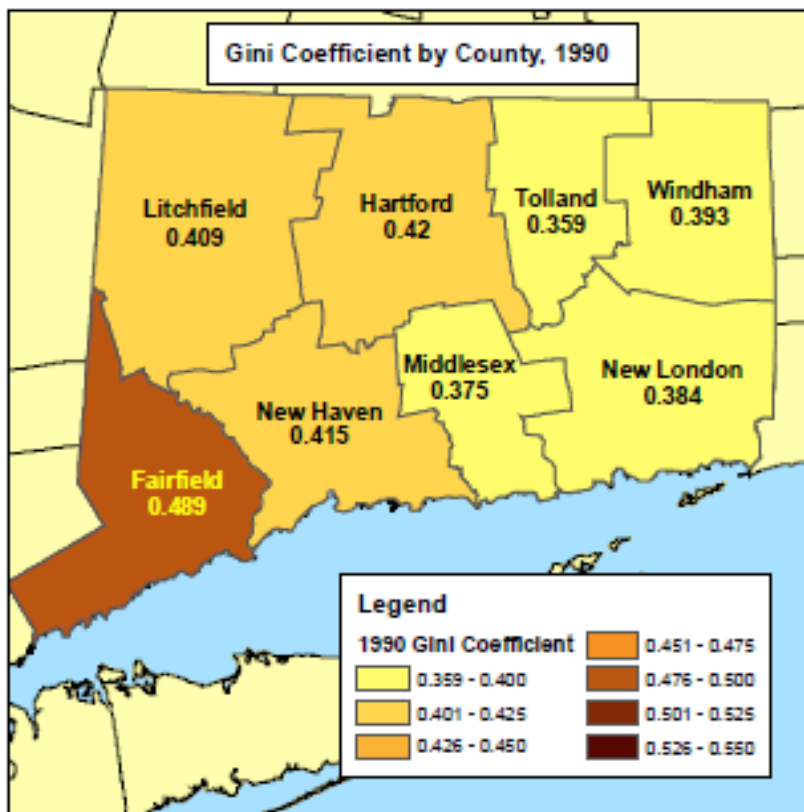 Gini Coefficient by County, 1990
Litchfield
0.409
Hartford
0.42
Tolland
0.359
Windham
0.393
Middlesex
0.375
New London
0.384
New Haven
0.415
Fairfield
0.489
Legend
1990 Gini Coefficient
0.359 - 0.400
0.401 - 0.425
0.426 - 0.450
0.451 - 0.475
0.476 - 0.500
0.501 - 0.525
0.526 - 0.550